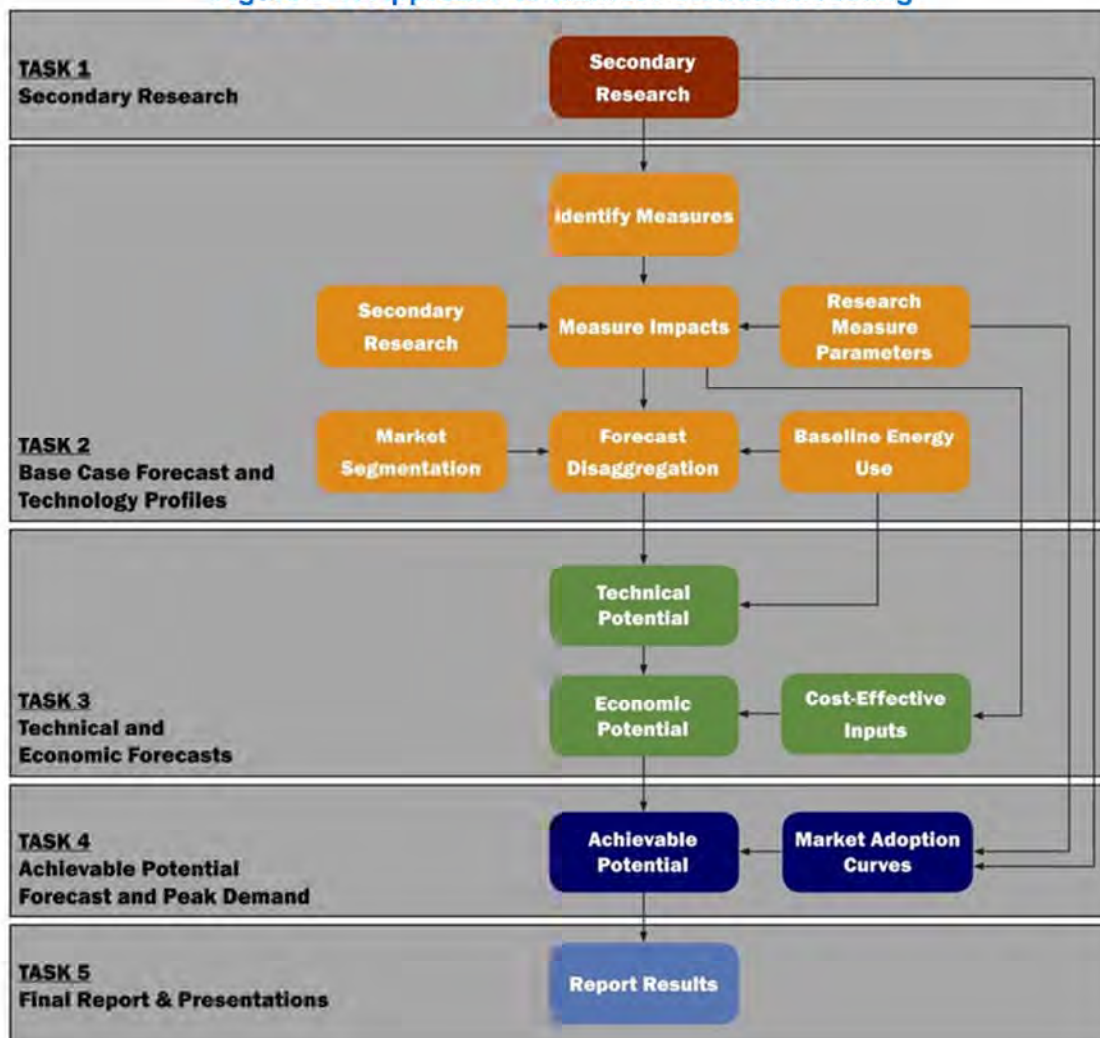 TASK 1
Secondary Research
Secondary
Research
Identify Measures
Secondary
Research
Measure Impacts
Research
Measure
Parameters
TASK 2
Base Case Forecast and
Technology Profiles
Market
Segmentation
Forecast
Disaggregation
Baseline Energy
Use
Technical
Potential
TASK 3
Technical and
Economic Forecasts
Economic
Potential
Cost-Effective
Inputs
TASK 4
Achievable Potential
Forecast and Peak Demand
Achievable
Potential
Market Adoption
Curves
TASK 5
Final Report & Presentations
Report Results